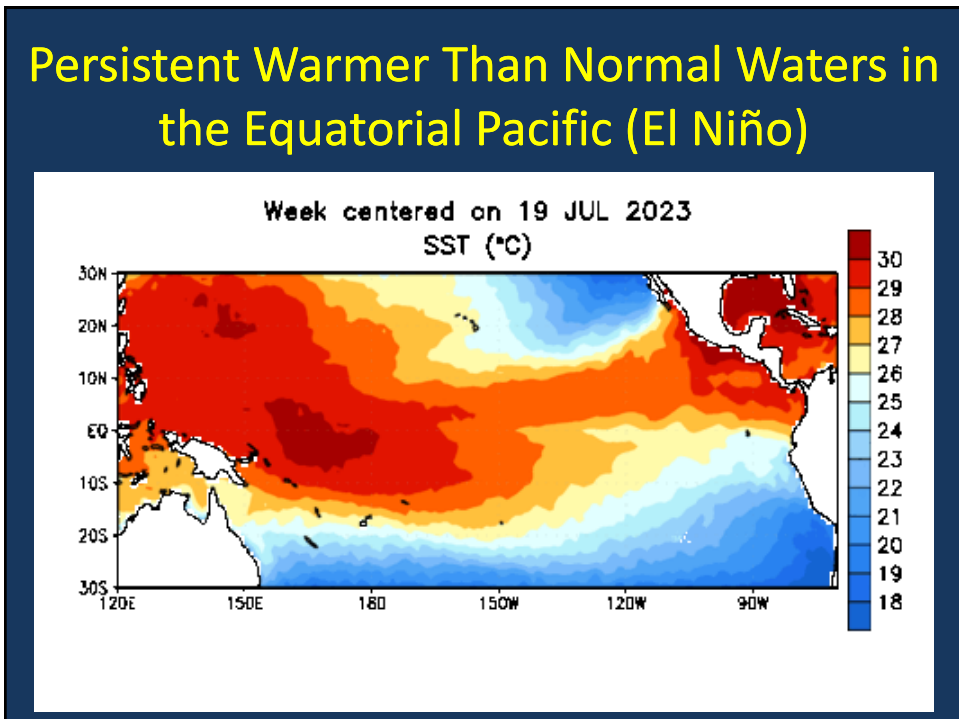 Persistent Warmer Than Normal Waters in
the Equatorial Pacific (El Niño)
Week centered on 19 JUL 2023
SST (°C)
30N
20N
10N
EQ
10S
20S
30S
120E 150E 180 150W 120W 90W
30
29
28
27
26
25
24
23
22
21
20
19
18